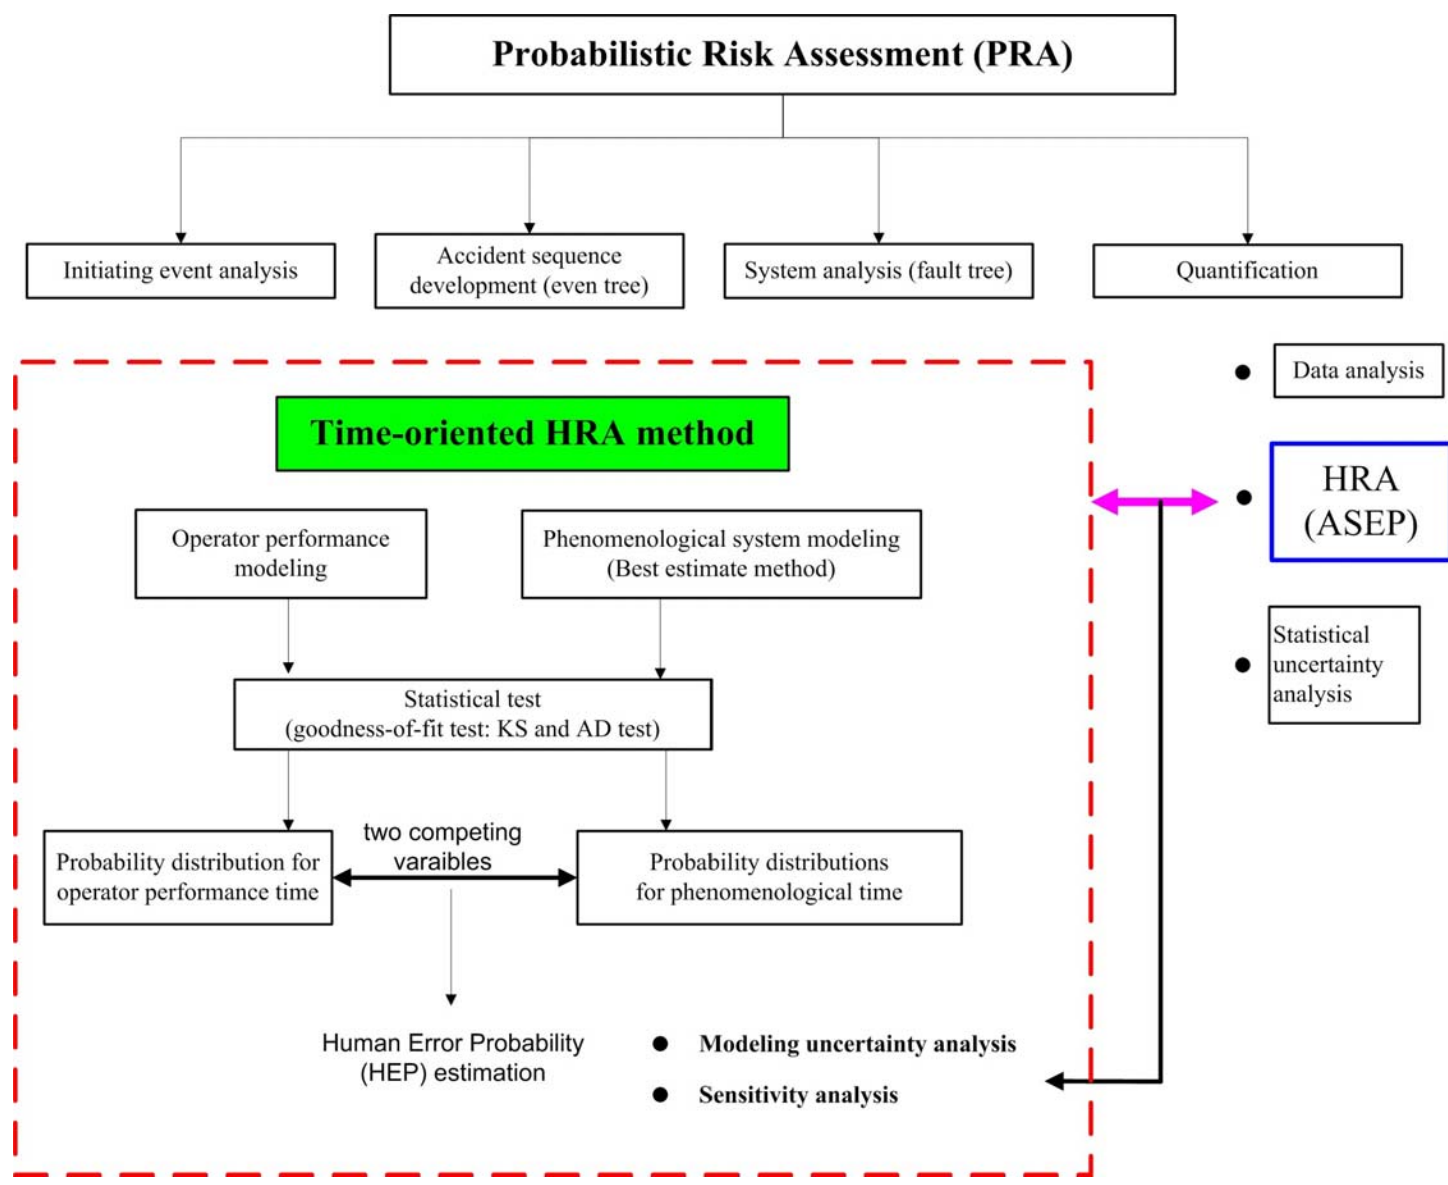 Probabilistic Risk Assessment (PRA)
Initiating event analysis
Accident sequence
development (even tree)
System analysis (fault tree)
Quantification
Data analysis
HRA
(ASEP)
Statistical
uncertainty
analysis
Time-oriented HRA method
Operator performance
modeling
Phenomenological system modeling
(Best estimate method)
Statistical test
(goodness-of-fit test: KS and AD test)
two competing
varaibles
Probability distribution for
operator performance time
Probability distributions
for phenomenological time
Human Error Probability
(HEP) estimation
Modeling uncertainty analysis
Sensitivity analysis